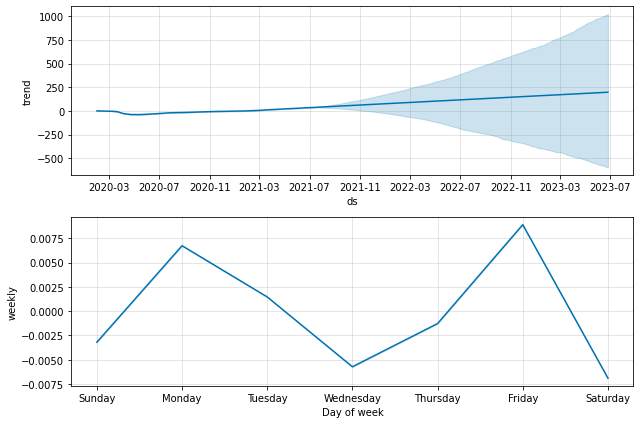 1000
750
500
250
0
−250
−500
trend
2020-03 2020-07 2020-11 2021-03 2021-07 2021-11 2022-03 2022-07 2022-11 2023-03 2023-07
ds
0.0075
0.0050
0.0025
0.0000
−0.0025
−0.0050
−0.0075
weekly
Sunday Monday Tuesday Wednesday Thursday Friday Saturday
Day of week